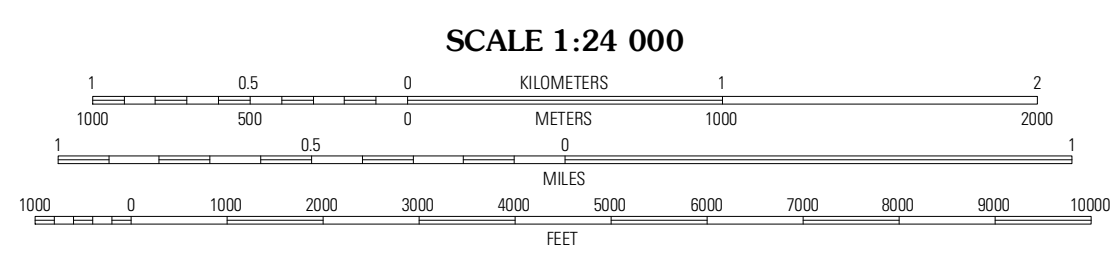 SCALE 1:24 000
1 0.5 0 KILOMETERS 1 2
1000 500 0 METERS 1000 2000
1 0.5 0 1
MILES
1000 0 1000 2000 3000 4000 5000 6000 7000 8000 9000 10000
FEET